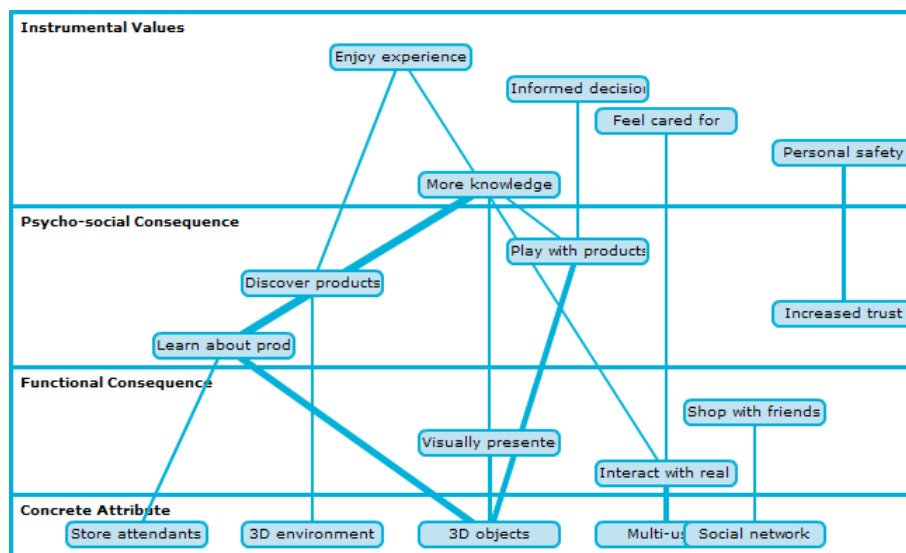 Instrumental Values
Enjoy experience
Informed decision
Feel cared for
Personal safety
More knowledge
Psycho-social Consequence
Play with products
Discover products
Increased trust
Learn about prod
Functional Consequence
Shop with friends
Visually presente
Interact with real
Concrete Attribute
Store attendants
3D environment
3D objects
Multi-us
Social network